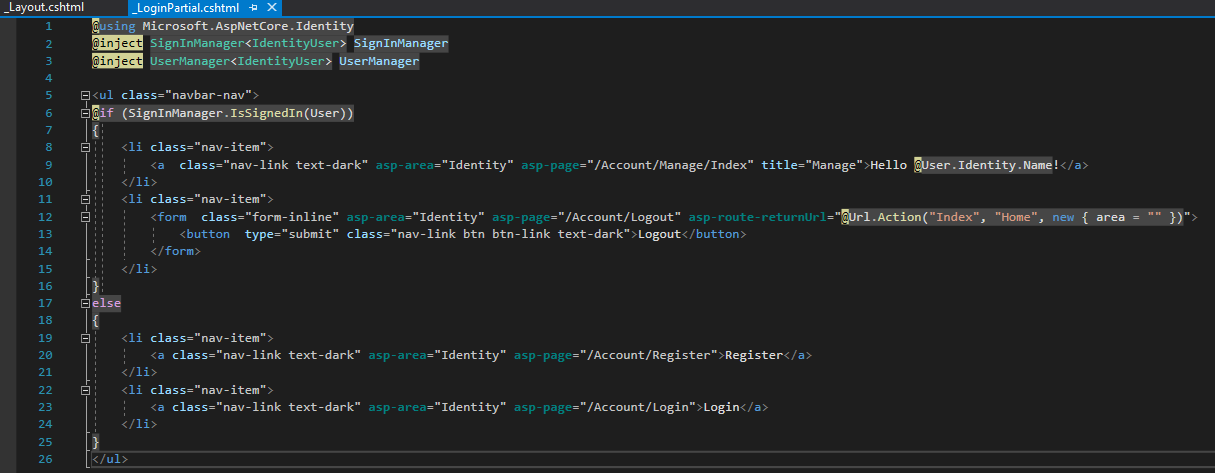 _Layout.cshtml _LoginPartial.cshtml
1 @using Microsoft.AspNetCore.Identity
2 @inject SignInManager<IdentityUser> SignInManager
3 @inject UserManager<IdentityUser> UserManager
4
5 <ul class="navbar-nav">
6 @if (SignInManager.IsSignedIn(User))
7 {
8 <li class="nav-item">
9 <a  class="nav-link text-dark" asp-area="Identity" asp-page="/Account/Manage/Index" title="Manage">Hello @User.Identity.Name!</a>
10 </li>
11 <li class="nav-item">
12 <form  class="form-inline" asp-area="Identity" asp-page="/Account/Logout" asp-route-returnUrl="@Url.Action("Index", "Home", new { area = "" })">
13 <button  type="submit" class="nav-link btn btn-link text-dark">Logout</button>
14 </form>
15 </li>
16 }
17 else
18 {
19 <li class="nav-item">
20 <a class="nav-link text-dark" asp-area="Identity" asp-page="/Account/Register">Register</a>
21 </li>
22 <li class="nav-item">
23 <a class="nav-link text-dark" asp-area="Identity" asp-page="/Account/Login">Login</a>
24 </li>
25 }
26 </ul>